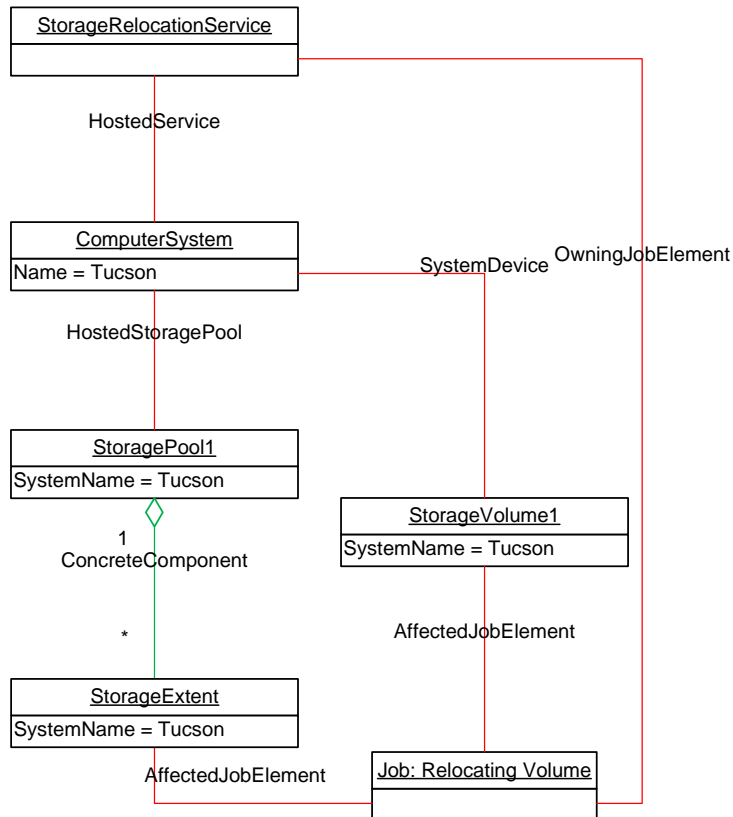 StorageRelocationService
HostedService
ComputerSystem
Name = Tucson
SystemDevice
OwningJobElement
HostedStoragePool
StoragePool1
SystemName = Tucson
StorageVolume1
SystemName = Tucson
1
ConcreteComponent
*
AffectedJobElement
StorageExtent
SystemName = Tucson
AffectedJobElement
Job: Relocating Volume